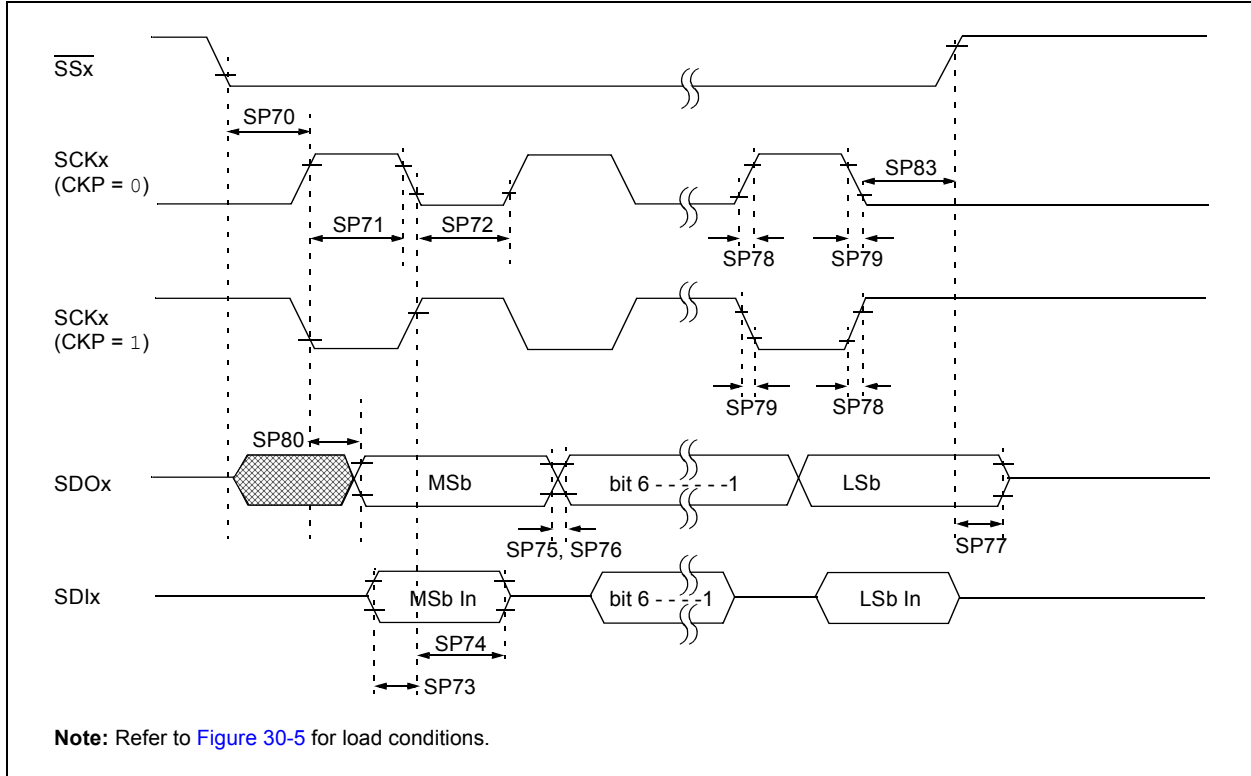 SSx
SP70
SCKx
(CKP = 0)
SP83
SP71
SP72
SP78
SP79
SCKx
(CKP = 1)
SP79
SP78
SP80
SDOx
MSb
bit 6 - - - - - - -1
LSb
SP75, SP76
SP77
SDIx
MSb In
bit 6 - - - - -1
LSb In
SP74
SP73
Note: Refer to Figure 30-5 for load conditions.